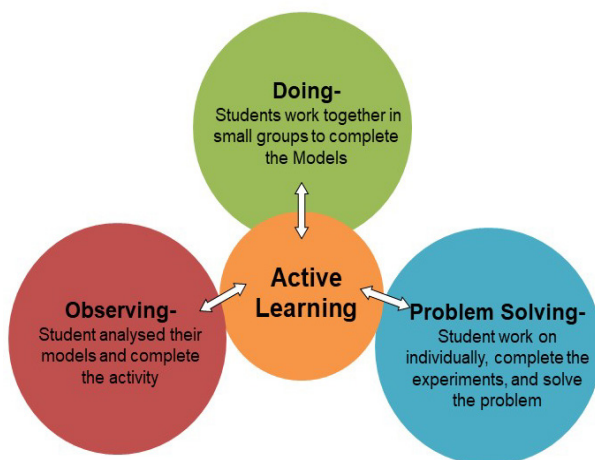 Doing-
Students work together in
small groups to complete
the Models
Active
Learning
Observing-
Student analysed their
models and complete
the activity
Problem Solving-
Student work on
individually, complete the
experiments, and solve
the problem